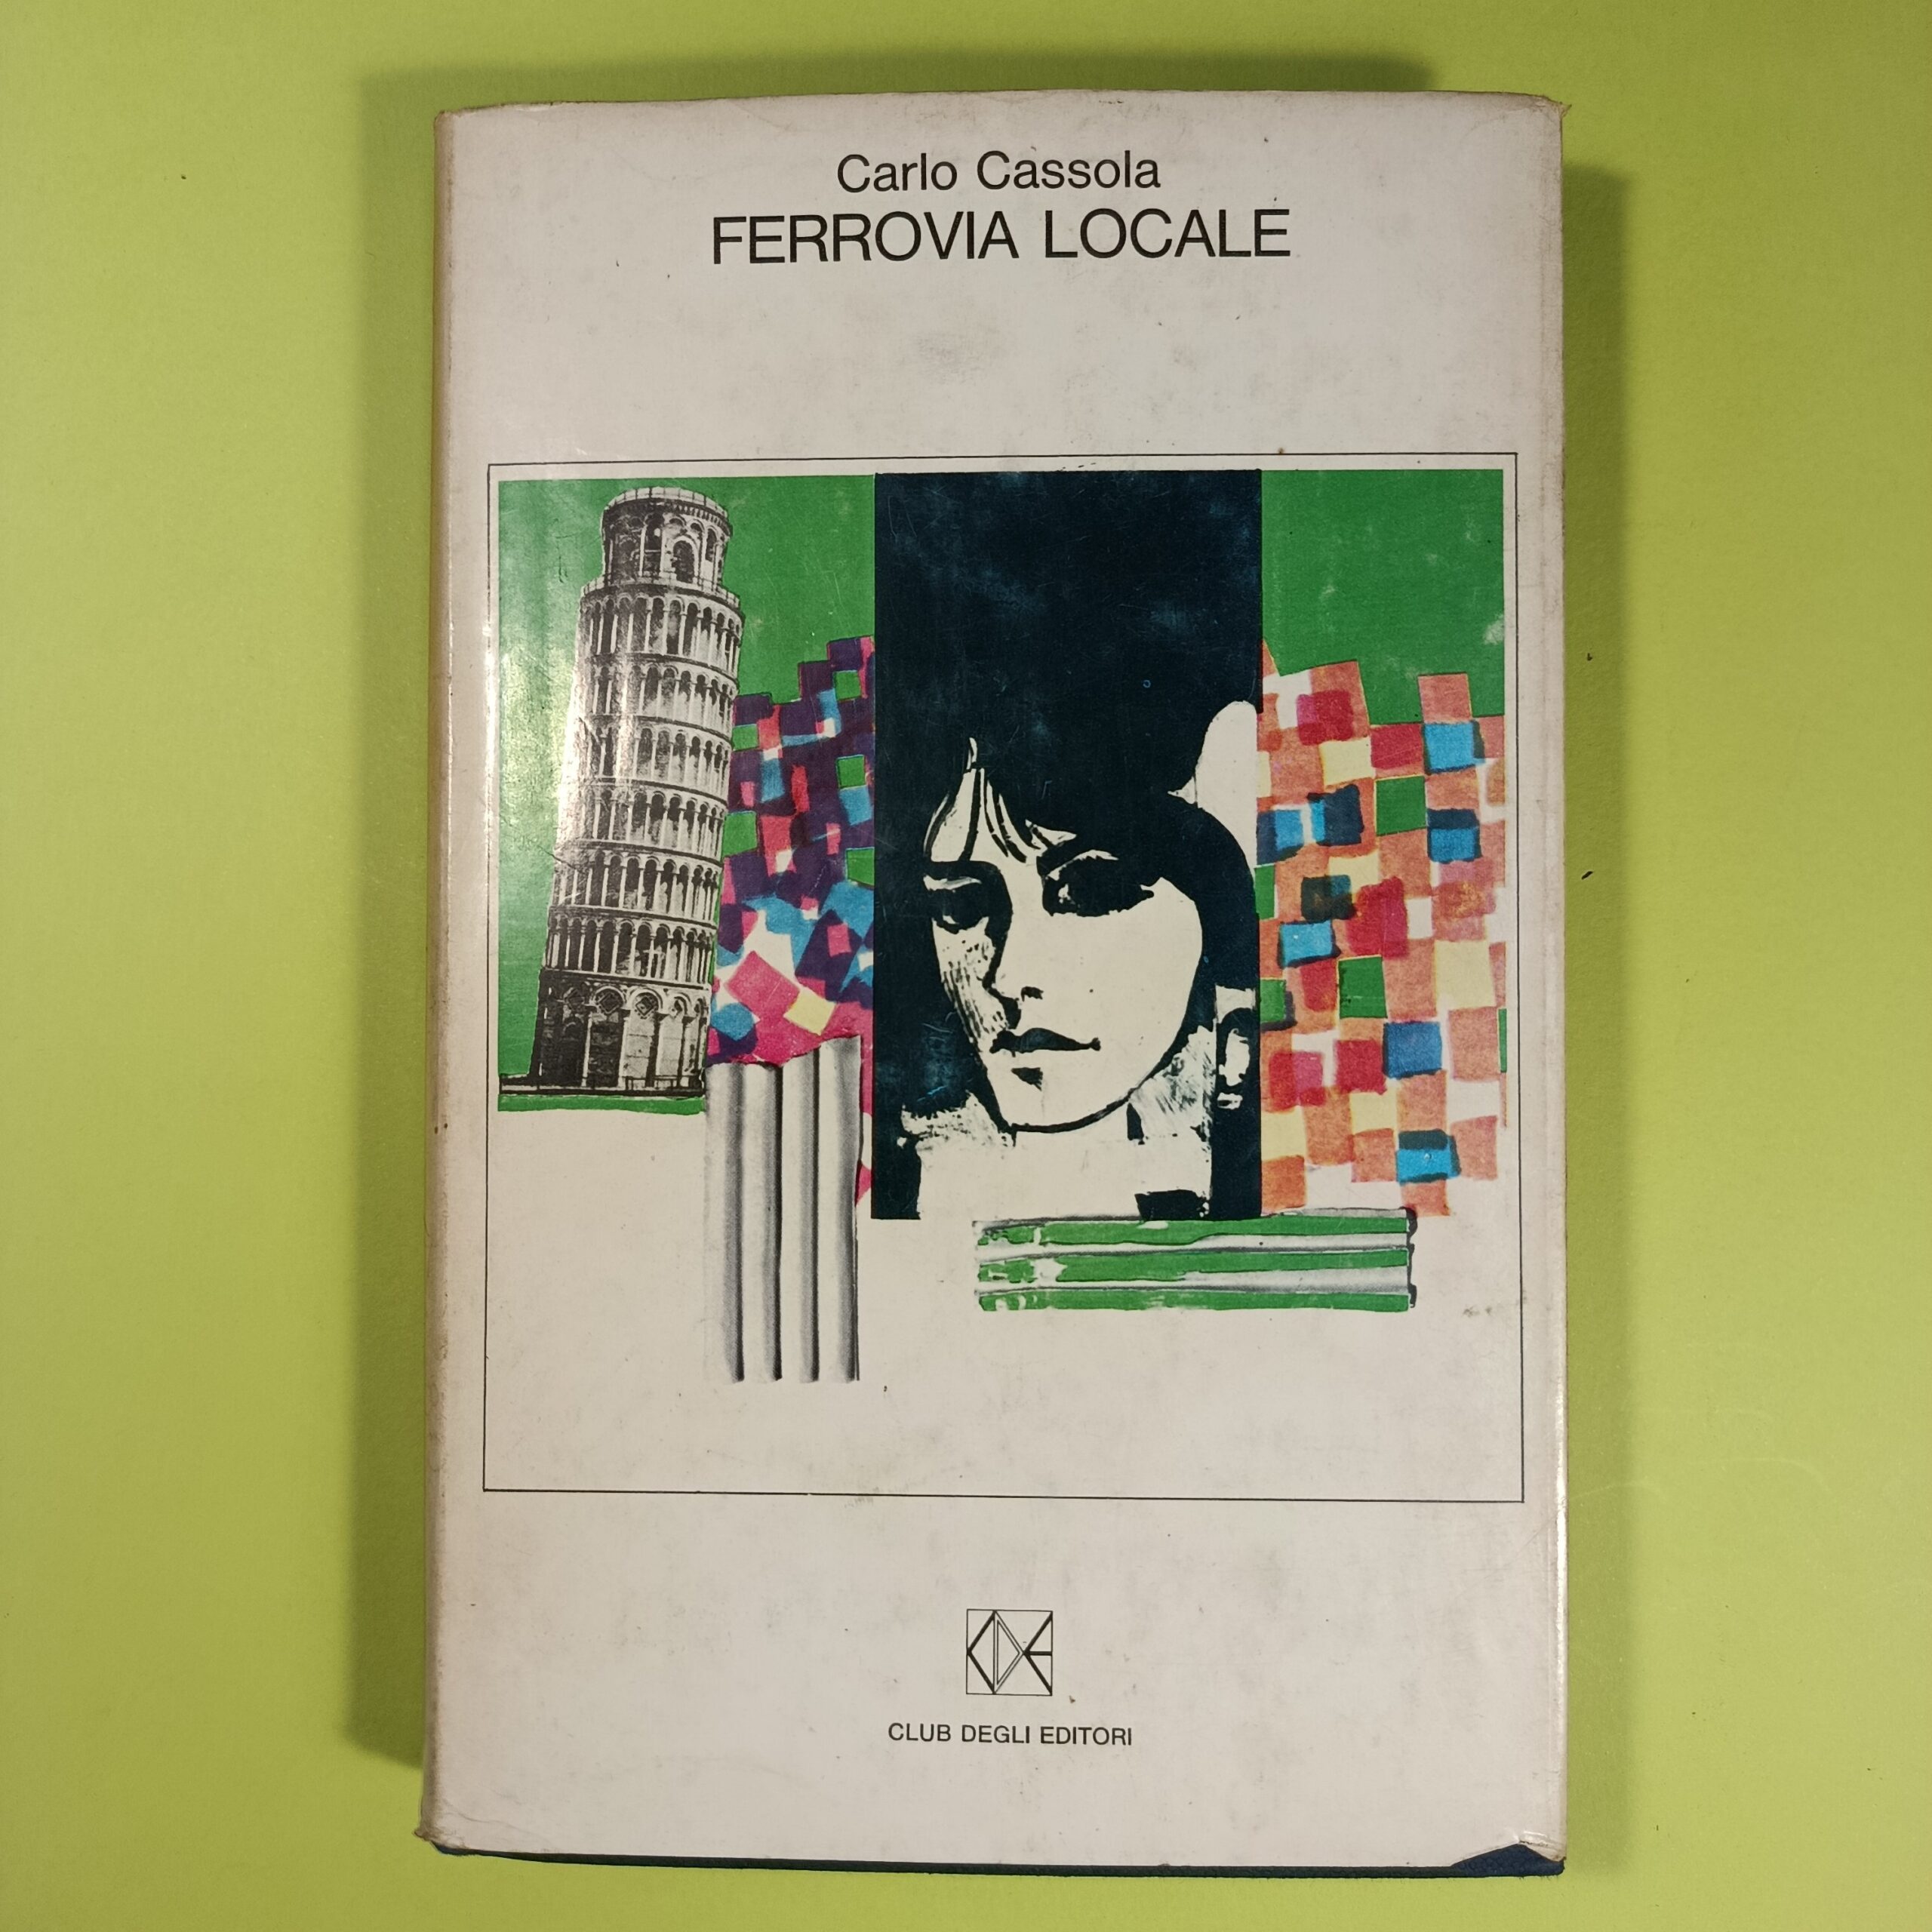 Carlo Cassola
FERROVIA LOCALE
CDE
CLUB DEGLI EDITORI